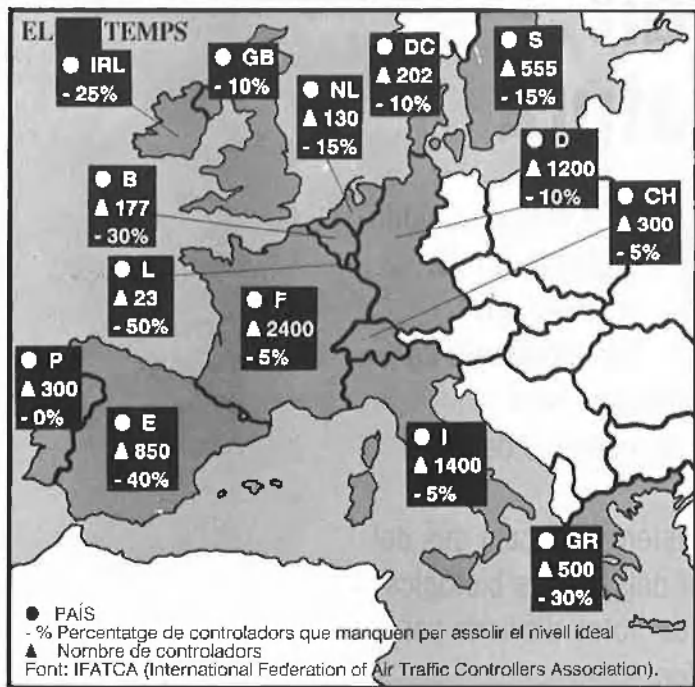 EL TEMPS
● IRL
- 25%
● GB
- 10%
● NL
▲ 130
- 15%
● DC
▲ 202
- 10%
● S
▲ 555
- 15%
● B
▲ 177
- 30%
● D
▲ 1200
- 10%
● CH
▲ 300
- 5%
● L
▲ 23
- 50%
● F
▲ 2400
- 5%
● P
▲ 300
- 0%
● E
▲ 850
- 40%
● I
▲ 1400
- 5%
● GR
▲ 500
- 30%
● PAÍS
- % Percentatge de controladors que manquen per assolir el nivell ideal
▲ Nombre de controladors
Font: IFATCA (International Federation of Air Traffic Controllers Association).